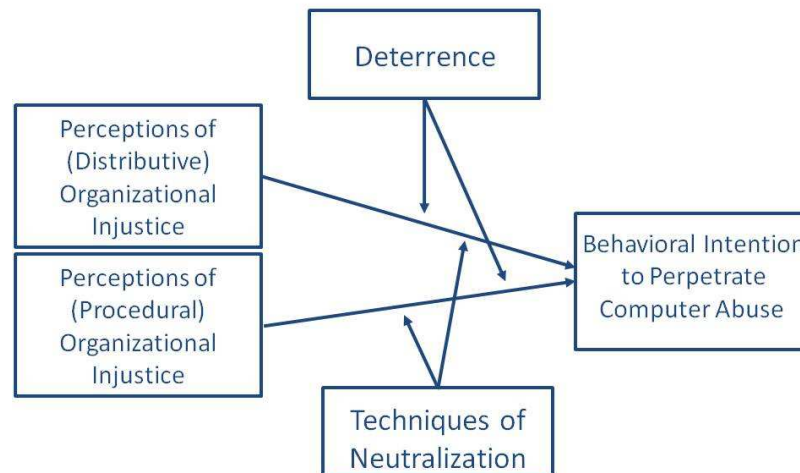 Deterrence
Perceptions of
(Distributive)
Organizational
Injustice
Perceptions of
(Procedural)
Organizational
Injustice
Behavioral Intention
to Perpetrate
Computer Abuse
Techniques of
Neutralization